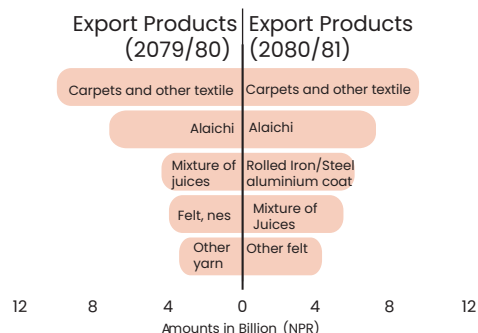 Export Products
(2079/80)
Export Products
(2080/81)
Carpets and other textile
Carpets and other textile
Alaichi
Alaichi
Mixture of
juices
Rolled Iron/Steel
aluminium coat
Felt, nes
Mixture of
Juices
Other
yarn
Other felt
12 8 4 0 4 8 12
Amounts in Billion (NPR)